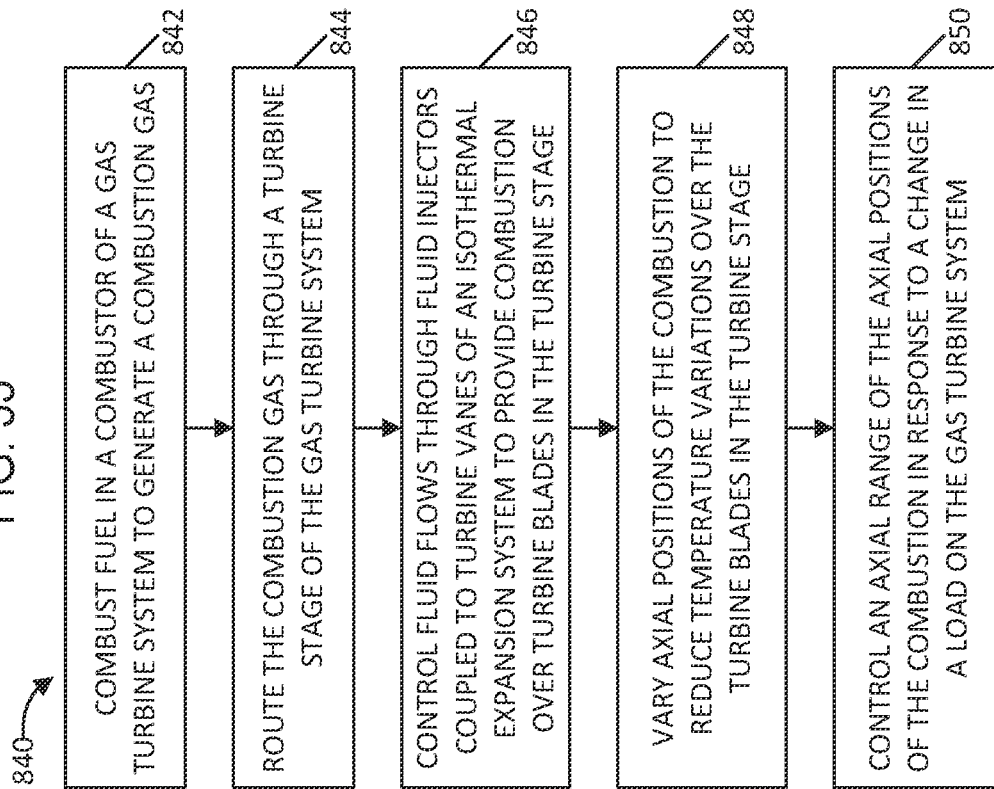 840
842
COMBUST FUEL IN A COMBUSTOR OF A GAS
TURBINE SYSTEM TO GENERATE A COMBUSTION GAS
844
ROUTE THE COMBUSTION GAS THROUGH A TURBINE
STAGE OF THE GAS TURBINE SYSTEM
846
CONTROL FLUID FLOWS THROUGH FLUID INJECTORS
COUPLED TO TURBINE VANES OF AN ISOTHERMAL
EXPANSION SYSTEM TO PROVIDE COMBUSTION
OVER TURBINE BLADES IN THE TURBINE STAGE
848
VARY AXIAL POSITIONS OF THE COMBUSTION TO
REDUCE TEMPERATURE VARIATIONS OVER THE
TURBINE BLADES IN THE TURBINE STAGE
850
CONTROL AN AXIAL RANGE OF THE AXIAL POSITIONS
OF THE COMBUSTION IN RESPONSE TO A CHANGE IN
A LOAD ON THE GAS TURBINE SYSTEM